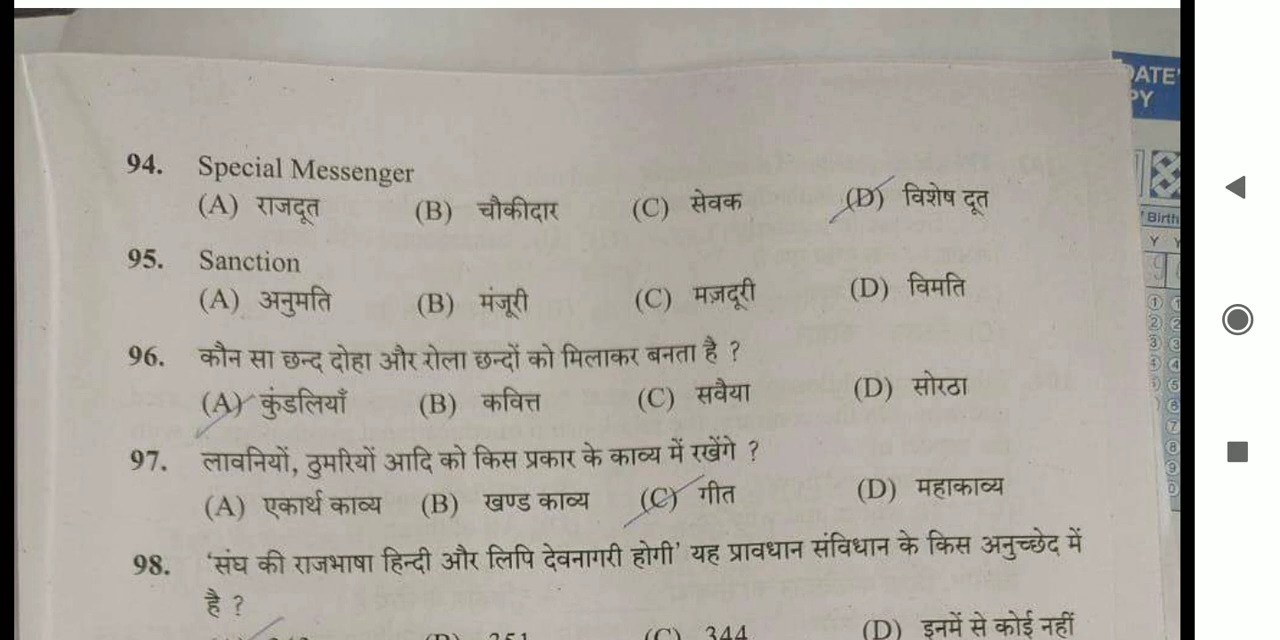 94. Special Messenger
(A) राजदूत (B) चौकीदार (C) सेवक (D) विशेष दूत
95. Sanction
(A) अनुमति (B) मंजूरी (C) मज़दूरी (D) विमति
96. कौन सा छन्द दोहा और रोला छन्दों को मिलाकर बनता है ?
(A) कुंडलियाँ (B) कवित्त (C) सवैया (D) सोरठा
97. लावनियों, ठुमरियों आदि को किस प्रकार के काव्य में रखेंगे ?
(A) एकार्थ काव्य (B) खण्ड काव्य (C) गीत (D) महाकाव्य
98. ‘संघ की राजभाषा हिन्दी और लिपि देवनागरी होगी’ यह प्रावधान संविधान के किस अनुच्छेद में
है ?
(B) 351 (C) 344 (D) इनमें से कोई नहीं
Birth
Y Y